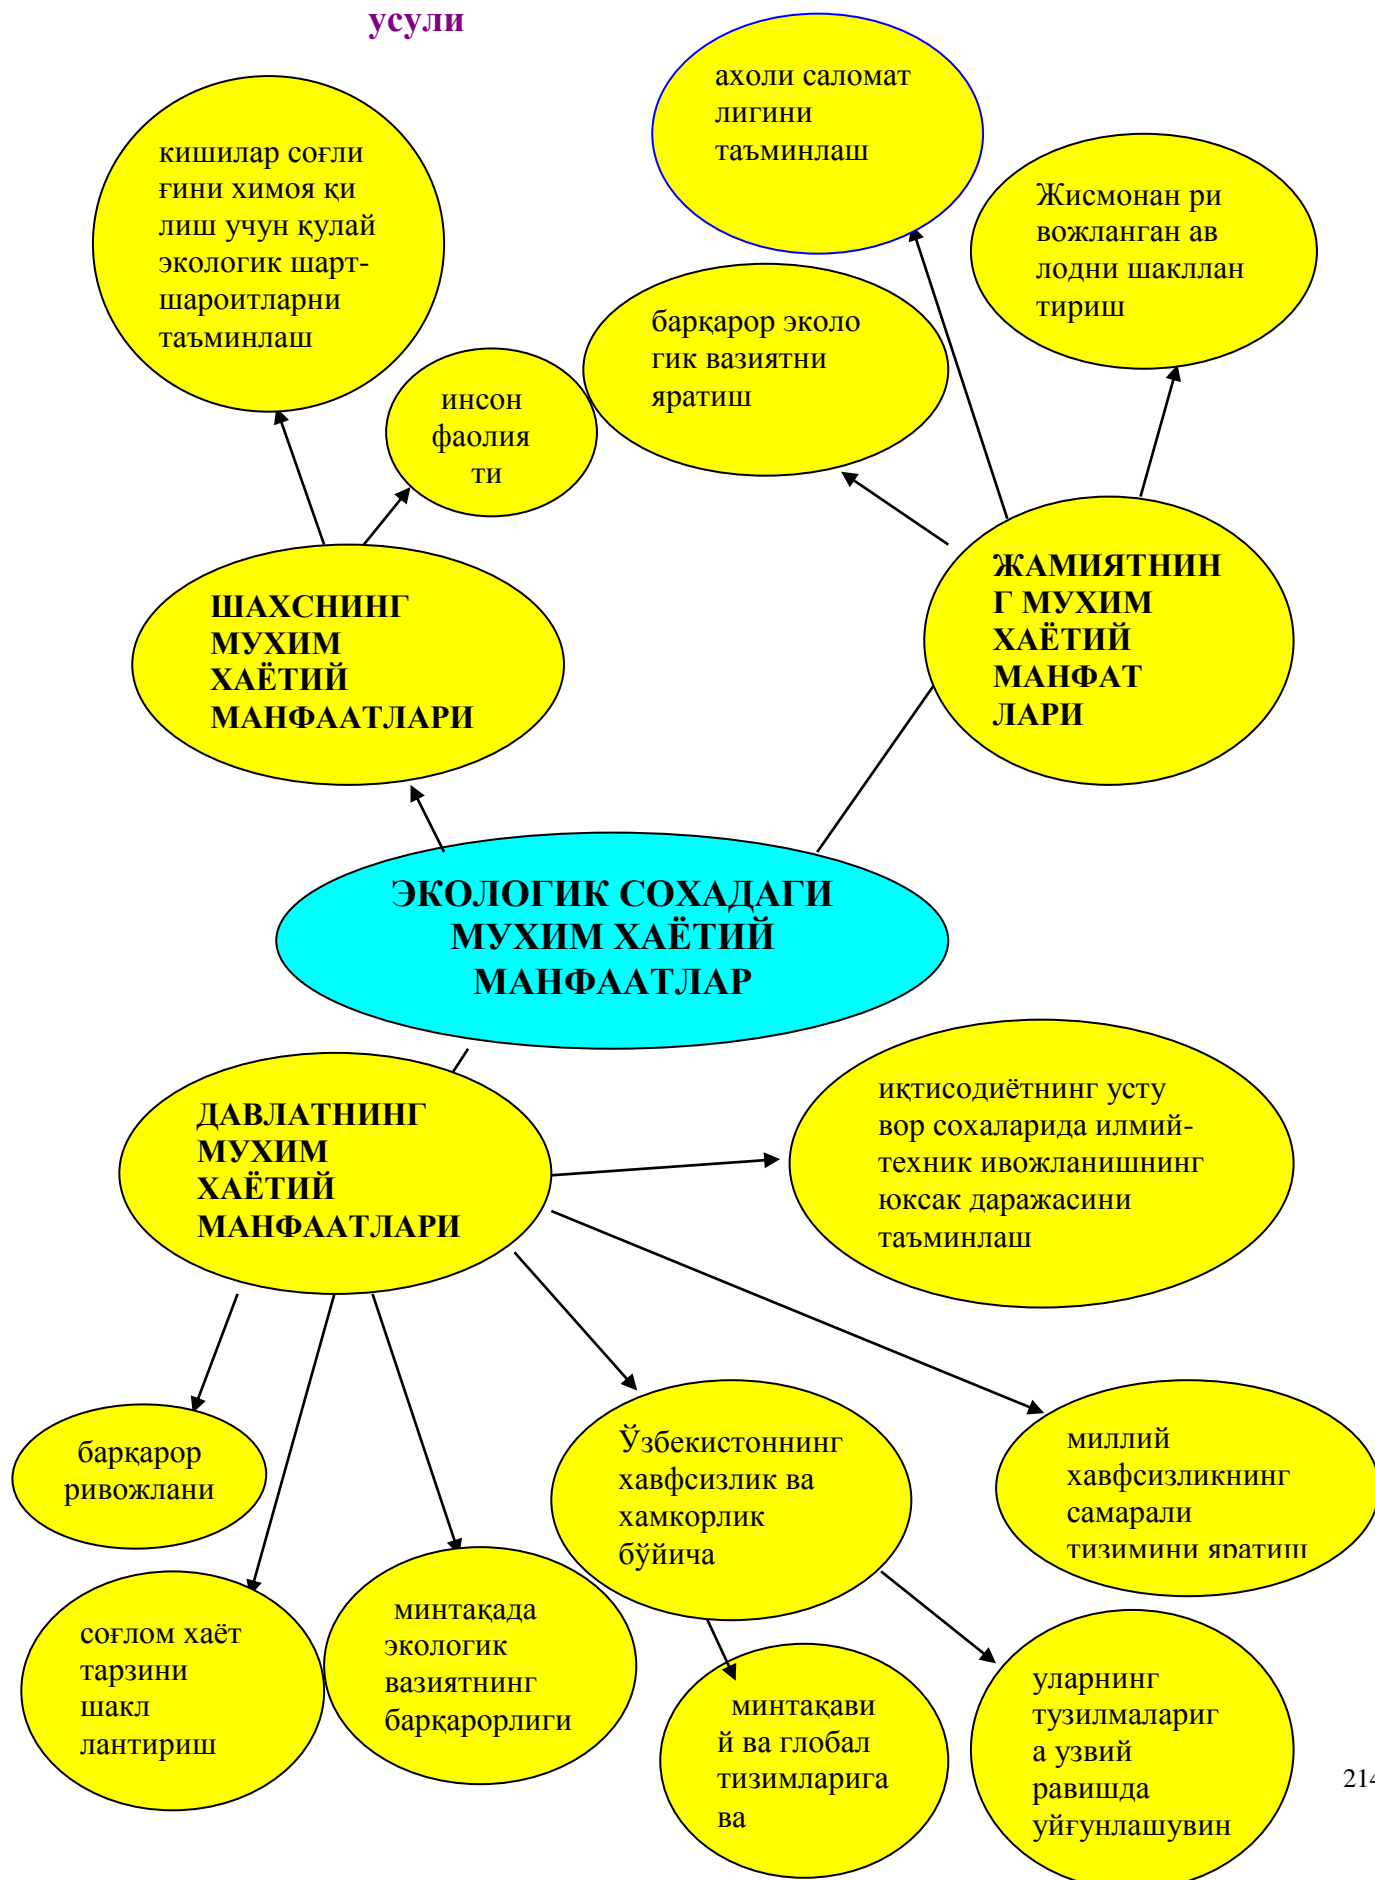 усули
ахоли саломат
лигини
таъминлаш
кишилар соғли
ғини химоя қи
лиш учун қулай
экологик шарт-
шароитларни
таъминлаш
Жисмонан ри
вожланган ав
лодни шакллан
тириш
барқарор эколо
гик вазиятни
яратиш
инсон
фаолия
ти
ШАХСНИНГ
МУХИМ
ХАЁТИЙ
МАНФААТЛАРИ
ЖАМИЯТНИН
Г МУХИМ
ХАЁТИЙ
МАНФАТ
ЛАРИ
ЭКОЛОГИК СОХАДАГИ
МУХИМ ХАЁТИЙ
МАНФААТЛАР
ДАВЛАТНИНГ
МУХИМ
ХАЁТИЙ
МАНФААТЛАРИ
иқтисодиётнинг усту
вор сохаларида илмий-
техник ивожланишнинг
юксак даражасини
таъминлаш
барқарор
ривожлани
Ўзбекистоннинг
хавфсизлик ва
хамкорлик
бўйича
миллий
хавфсизликнинг
самарали
тизимини яратиш
соғлом хаёт
тарзини
шакл
лантириш
минтақада
экологик
вазиятнинг
барқарорлиги
минтақави
й ва глобал
тизимларига
ва
уларнинг
тузилмалариг
а узвий
равишда
уйғунлашувин
214